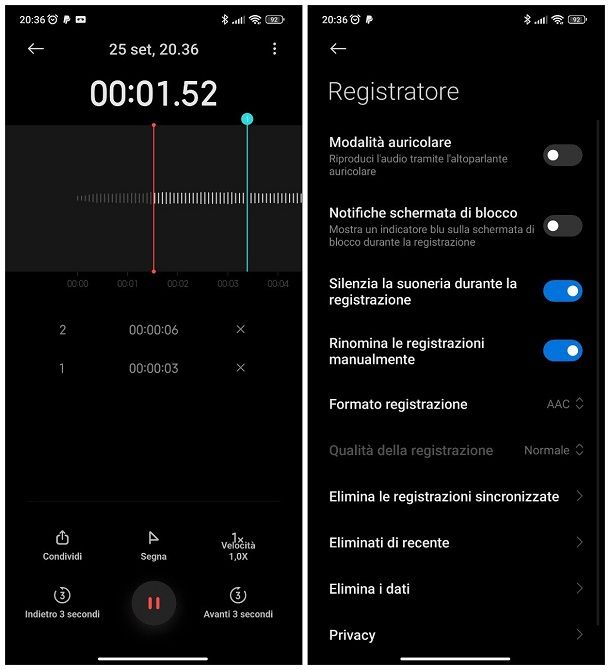 20:36
92
25 set, 20.36
00:01.52
1
00:00 00:01 00:02 00:03 00:04
2 00:00:06 ×
1 00:00:03 ×
Condividi
Segna
1x
Velocità
1,0X
3
Indietro 3 secondi
3
Avanti 3 secondi
20:36
92
Registratore
Modalità auricolare
Riproduci l'audio tramite l'altoparlante
auricolare
Notifiche schermata di blocco
Mostra un indicatore blu sulla schermata di
blocco durante la registrazione
Silenzia la suoneria durante la
registrazione
Rinomina le registrazioni
manualmente
Formato registrazione AAC
Qualità della registrazione Normale
Elimina le registrazioni sincronizzate
Eliminati di recente
Elimina i dati
Privacy